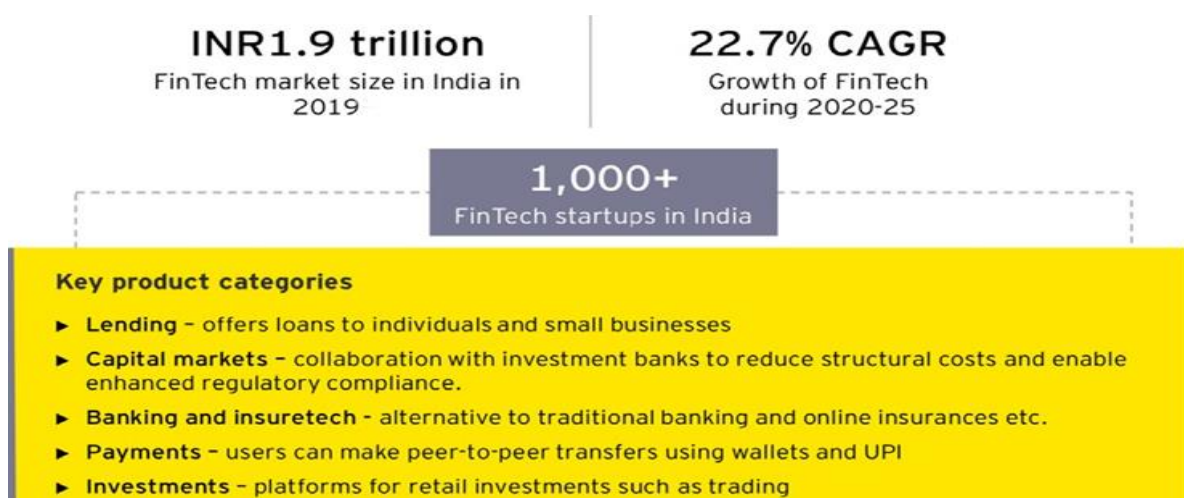 INR1.9 trillion
FinTech market size in India in
2019
22.7% CAGR
Growth of FinTech
during 2020-25
1,000+
FinTech startups in India
Key product categories
► Lending – offers loans to individuals and small businesses
► Capital markets – collaboration with investment banks to reduce structural costs and enable
enhanced regulatory compliance.
► Banking and insuretech - alternative to traditional banking and online insurances etc.
► Payments – users can make peer-to-peer transfers using wallets and UPI
► Investments – platforms for retail investments such as trading